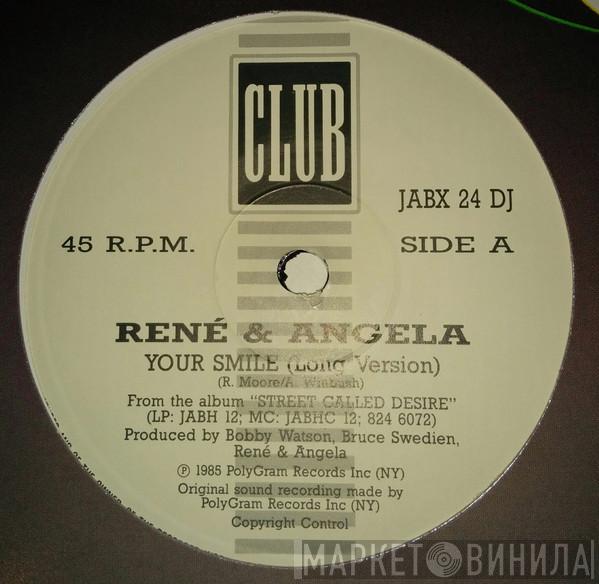 CLUB
JABX 24 DJ
45 R.P.M.
SIDE A
RENÉ & ANGELA
YOUR SMILE (Long Version)
(R. Moore/A. Winbush)
From the album "STREET CALLED DESIRE"
(LP: JABH 12; MC: JABHC 12; 824 6072)
Produced by Bobby Watson, Bruce Swedien,
René & Angela
℗ 1985 PolyGram Records Inc (NY)
Original sound recording made by
PolyGram Records Inc (NY)
Copyright Control
МАРКЕТ ВИНИЛА